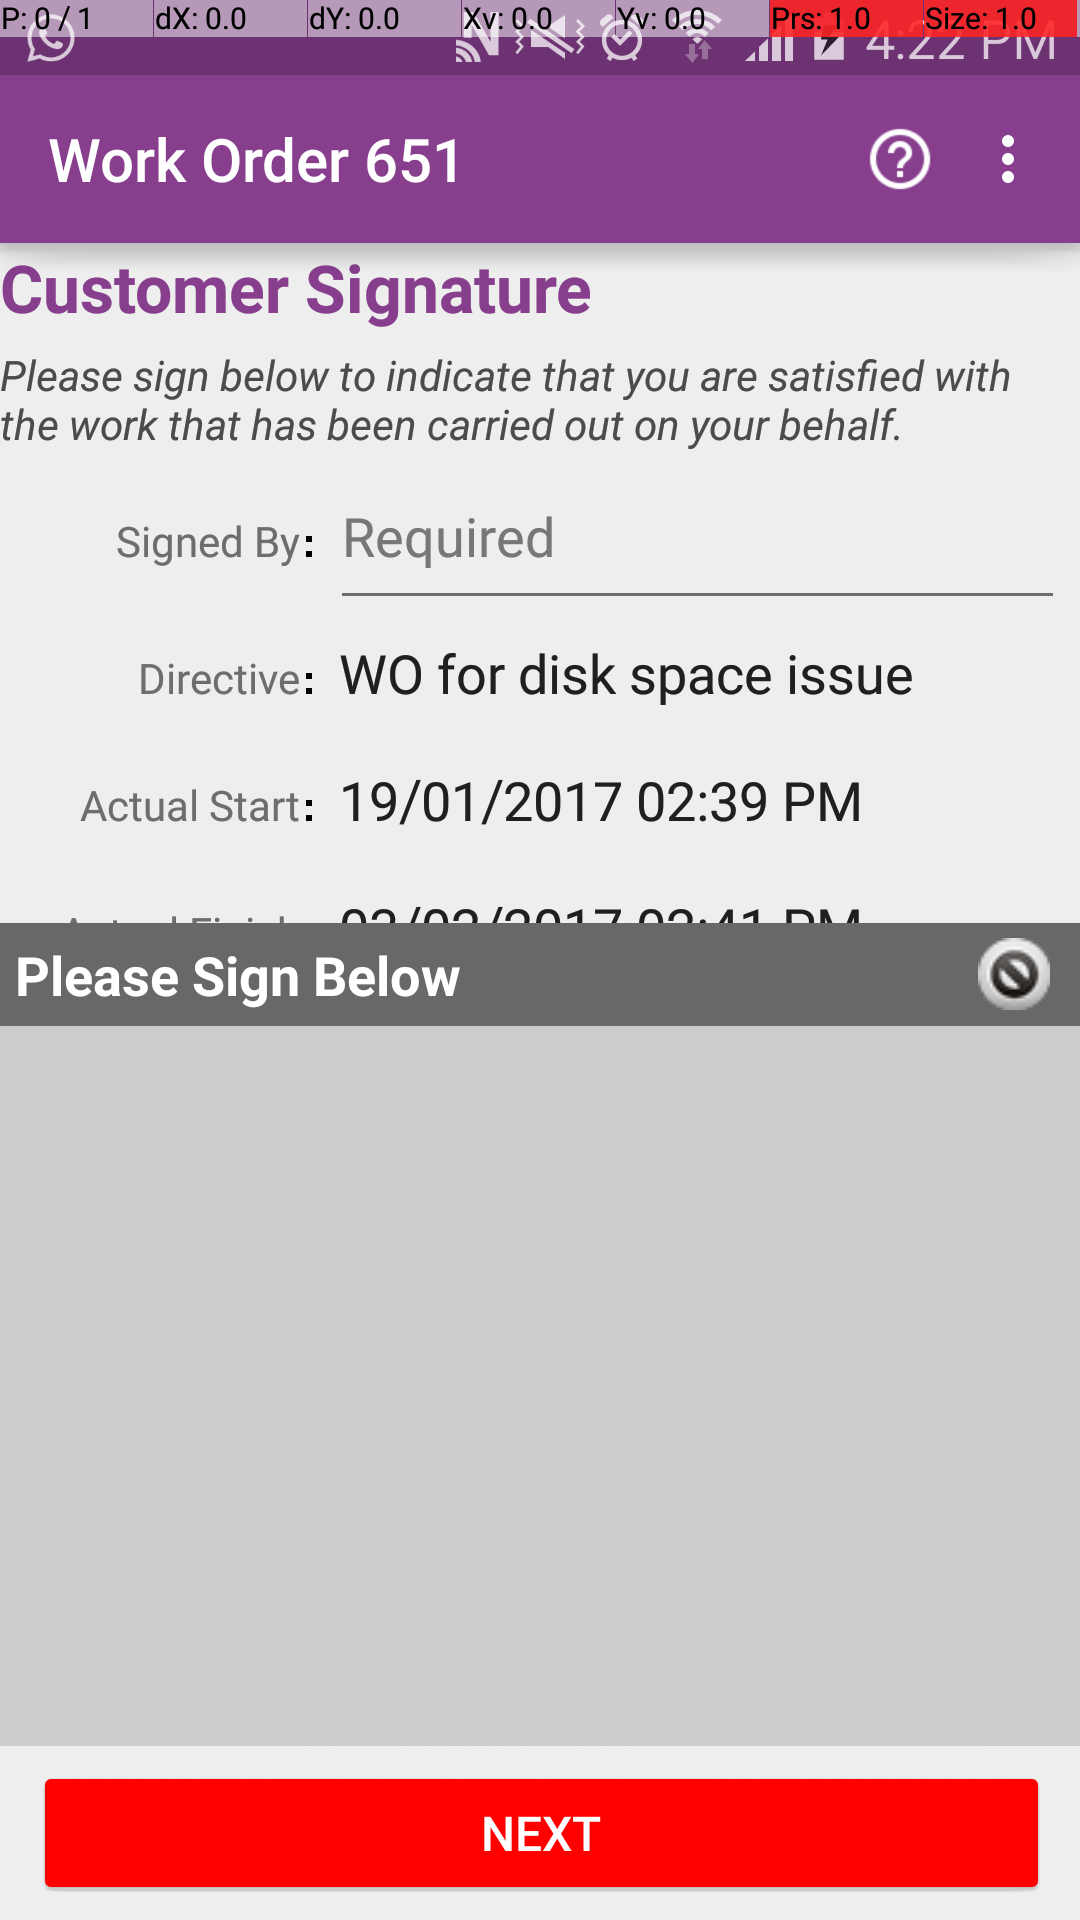 P: 0 / 1 dX: 0.0 dY: 0.0 Xv: 0.0 Yv: 0.0 Prs: 1.0 Size: 1.0
4:22 PM
Work Order 651
Customer Signature
Please sign below to indicate that you are satisfied with
the work that has been carried out on your behalf.
Signed By: Required
Directive: WO for disk space issue
Actual Start: 19/01/2017 02:39 PM
Please Sign Below
NEXT